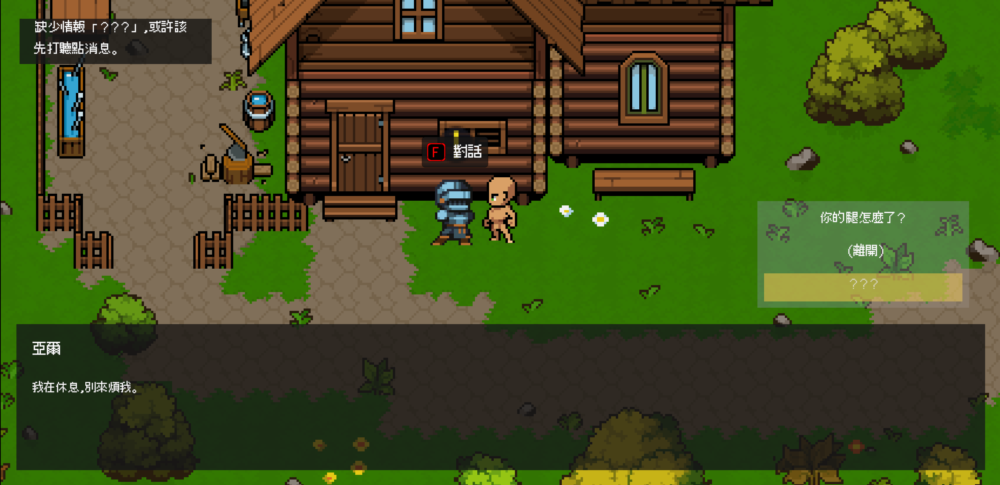 缺少情報「???」,或許該
先打聽點消息。
F 對話
你的腿怎麼了?
(離開)
???
亞爾
我在休息,別來煩我。